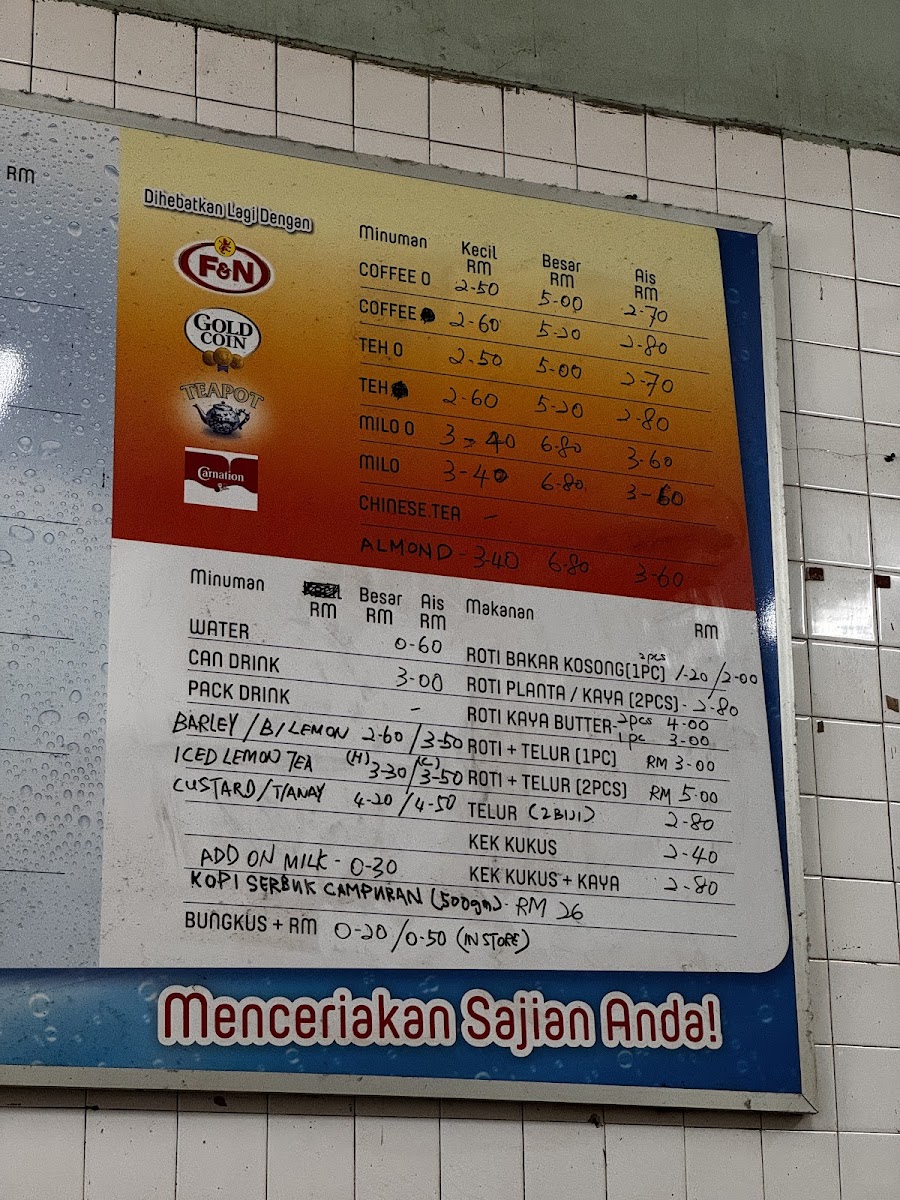 RM
Dihebatkan Lagi Dengan
F&N
GOLD COIN
TEAPOT
Carnation
Minuman Kecil RM Besar RM Ais RM
COFFEE O 2-50 5-00 2-70
COFFEE 2-60 5-20 2-80
TEH O 2-50 5-00 2-70
TEH 2-60 5-20 2-80
MILO O 3-40 6-80 3-60
MILO 3-40 6-80 3-60
CHINESE TEA -
ALMOND - 3-40 6-80 3-60
Minuman RM Besar RM Ais RM
WATER 0-60
CAN DRINK 3-00
PACK DRINK -
BARLEY / B/LEMON 2-60 / 3-50
ICED LEMON TEA (H) 3-30 / (C) 3-50
CUSTARD / T/ANAY 4-20 / 4-50
ADD ON MILK - 0-30
KOPI SERBUK CAMPURAN (500gm) - RM 26
BUNGKUS + RM 0-20 / 0-50 (IN STORE)
Makanan RM
ROTI BAKAR KOSONG [1PC] 2pcs 1-20 / 2-00
ROTI PLANTA / KAYA [2PCS] - 2-80
ROTI KAYA BUTTER - 2pcs 4-00
1pc 3-00
ROTI + TELUR [1PC] RM 3-00
ROTI + TELUR [2PCS] RM 5-00
TELUR (2BIJI) 2-80
KEK KUKUS 2-40
KEK KUKUS + KAYA 2-80
Menceriakan Sajian Anda!